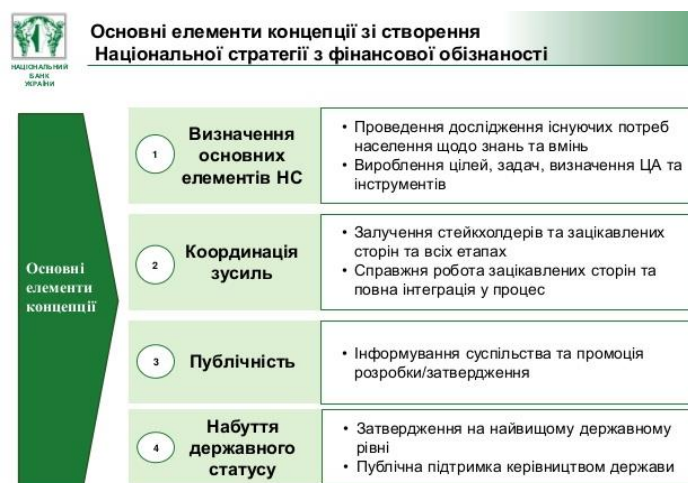 Основні елементи концепції зі створення
Національної стратегії з фінансової обізнаності
НАЦІОНАЛЬНИЙ
БАНК
УКРАЇНИ
Основні
елементи
концепції
1
Визначення
основних
елементів НС
• Проведення дослідження існуючих потреб
населення щодо знань та вмінь
• Вироблення цілей, задач, визначення ЦА та
інструментів
2
Координація
зусиль
• Залучення стейкхолдерів та зацікавлених
сторін та всіх етапах
• Справжня робота зацікавлених сторін та
повна інтеграція у процес
3
Публічність
• Інформування суспільства та промоція
розробки/затвердження
4
Набуття
державного
статусу
• Затвердження на найвищому державному
рівні
• Публічна підтримка керівництвом держави